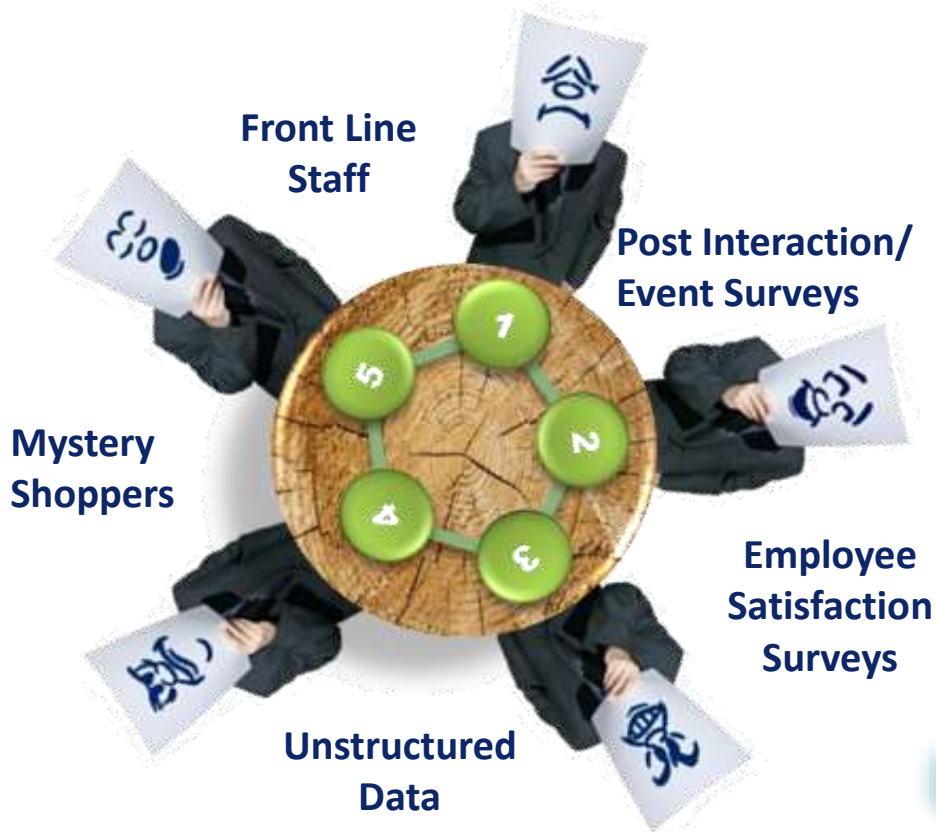 Front Line
Staff
Post Interaction/
Event Surveys
1
5
2
Mystery
Shoppers
4
3
Employee
Satisfaction
Surveys
Unstructured
Data